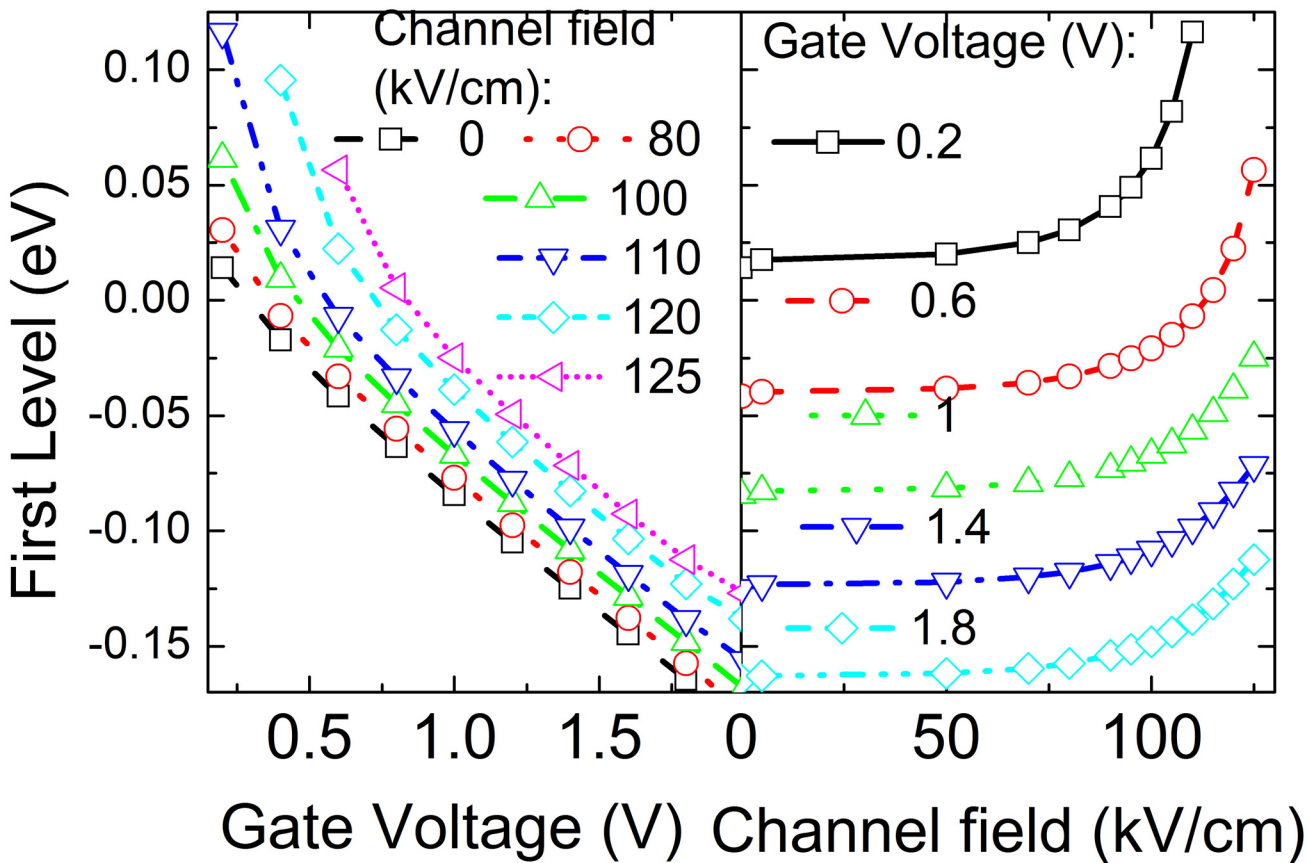 Channel field
(kV/cm):
0 80
100
110
120
125
Gate Voltage (V):
0.2
0.6
1
1.4
1.8
First Level (eV)
0.10
0.05
0.00
-0.05
-0.10
-0.15
0.5 1.0 1.5 0 50 100
Gate Voltage (V) Channel field (kV/cm)